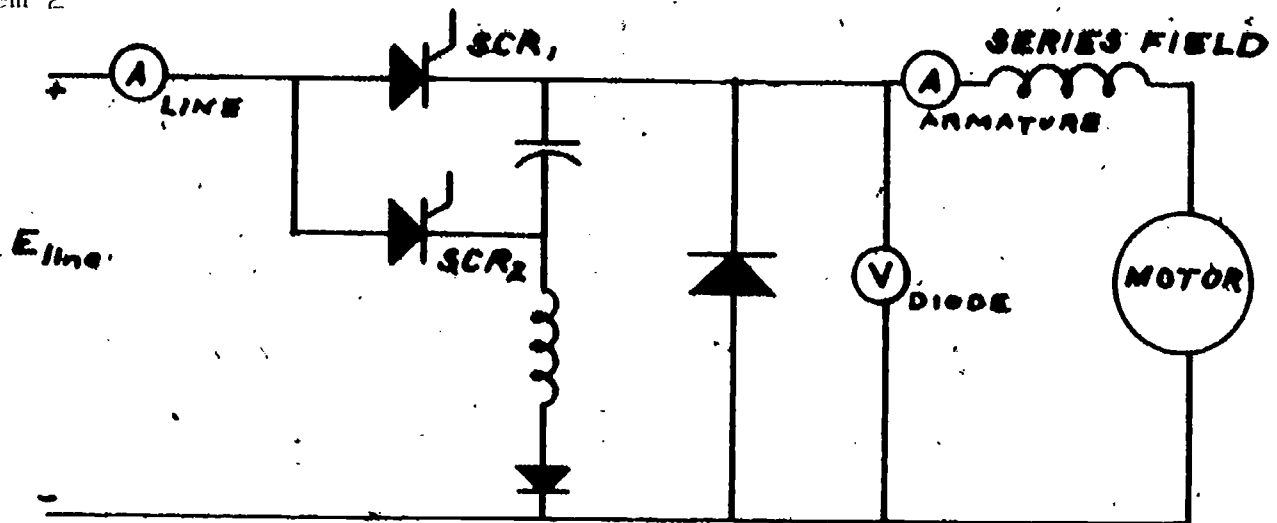 SERIES FIELD
SCR1
+
A
LINE
A
ARMATURE
Eline
SCR2
V
DIODE
MOTOR
-